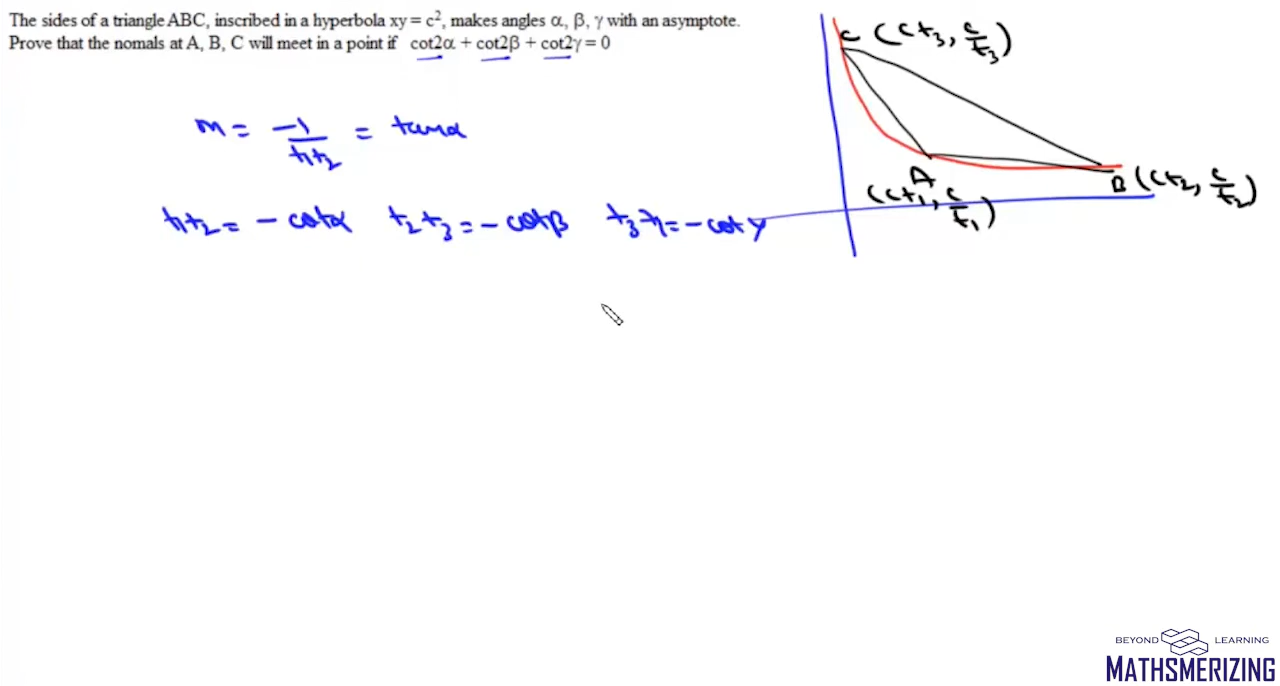 The sides of a triangle ABC, inscribed in a hyperbola xy = c², makes angles α, β, γ with an asymptote.
Prove that the nomals at A, B, C will meet in a point if cot2α + cot2β + cot2γ = 0
C (ct₃, c/t₃)
m = -1/t₁t₂ = tanα
A
(ct₁, c/t₁)
B (ct₂, c/t₂)
t₁t₂ = - cotα t₂t₃ = - cotβ t₃t₁ = - cotγ
BEYOND LEARNING
MATHSMERIZING